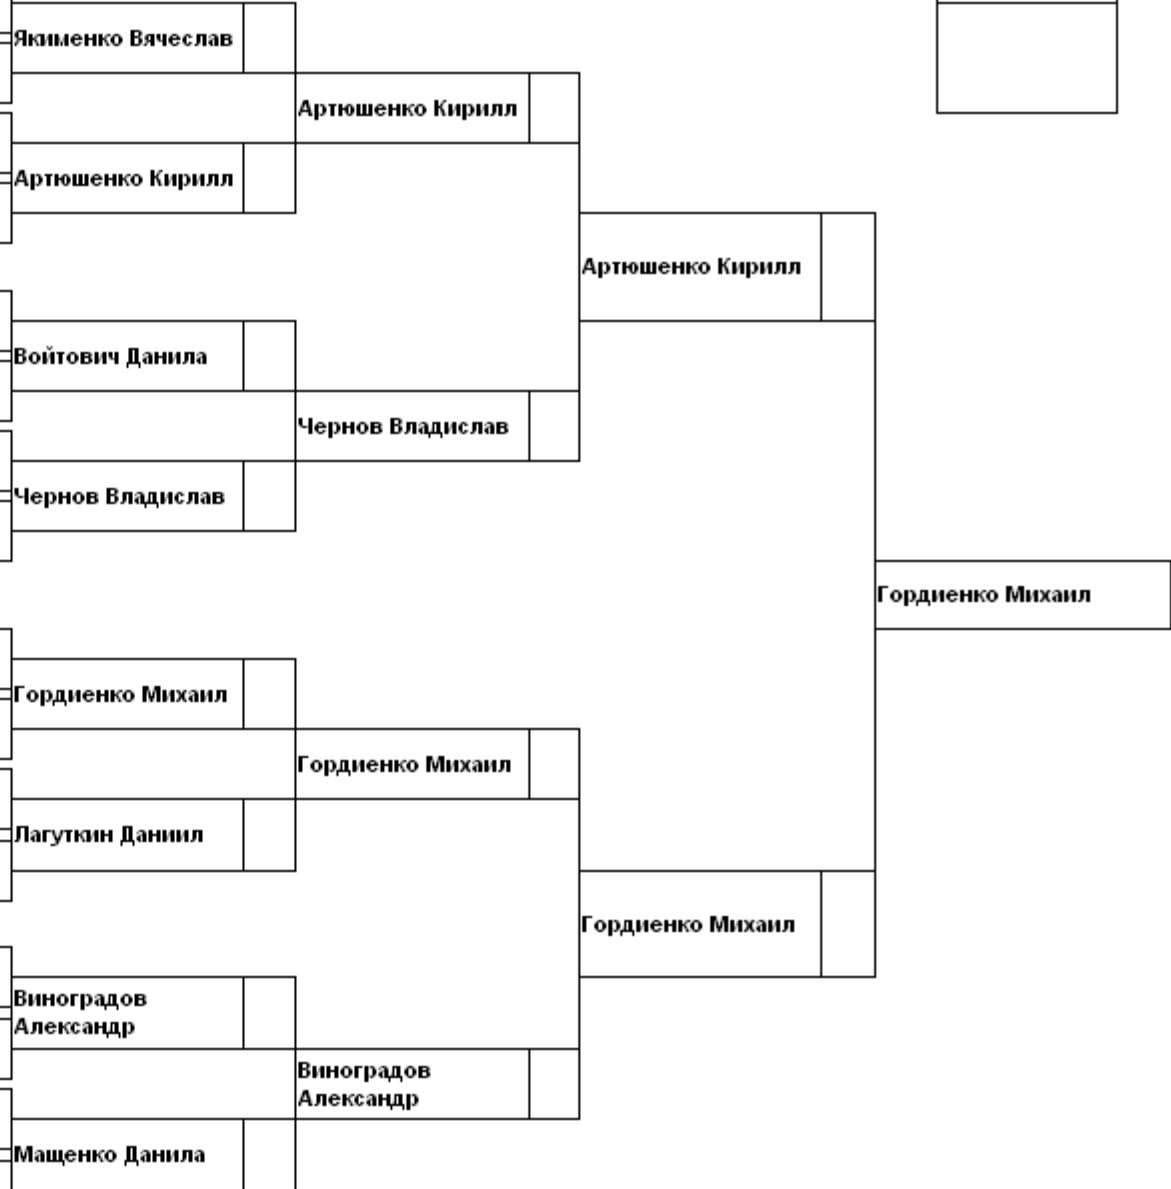 Якименко Вячеслав
Артюшенко Кирилл
Артюшенко Кирилл
Артюшенко Кирилл
Войтович Данила
Чернов Владислав
Чернов Владислав
Гордиенко Михаил
Гордиенко Михаил
Гордиенко Михаил
Лагуткин Даниил
Гордиенко Михаил
Виноградов
Александр
Виноградов
Александр
Мащенко Данила